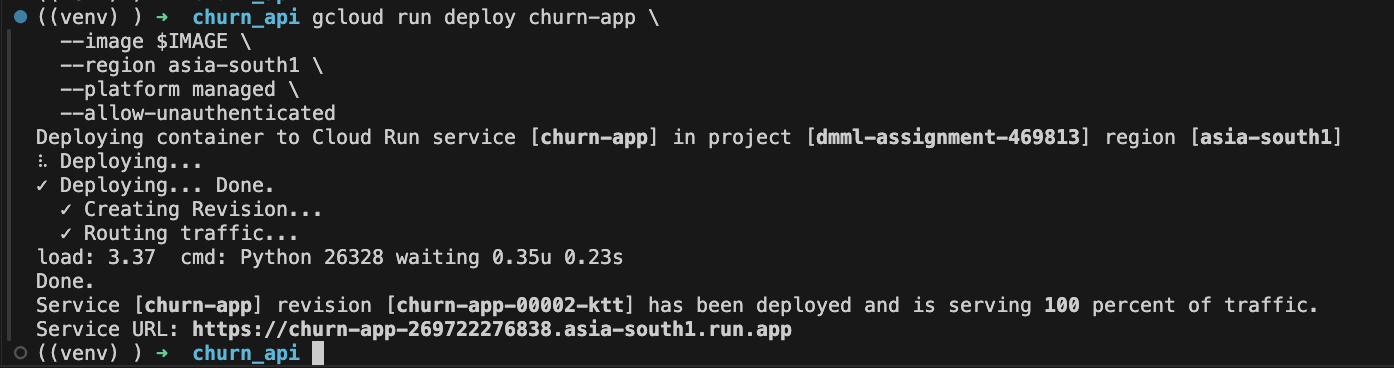 ((venv) ) ➜  churn_api gcloud run deploy churn-app \
  --image $IMAGE \
  --region asia-south1 \
  --platform managed \
  --allow-unauthenticated
Deploying container to Cloud Run service [churn-app] in project [dmml-assignment-469813] region [asia-south1]
⠧ Deploying...
✓ Deploying... Done.
  ✓ Creating Revision...
  ✓ Routing traffic...
load: 3.37  cmd: Python 26328 waiting 0.35u 0.23s
Done.
Service [churn-app] revision [churn-app-00002-ktt] has been deployed and is serving 100 percent of traffic.
Service URL: https://churn-app-269722276838.asia-south1.run.app
((venv) ) ➜  churn_api